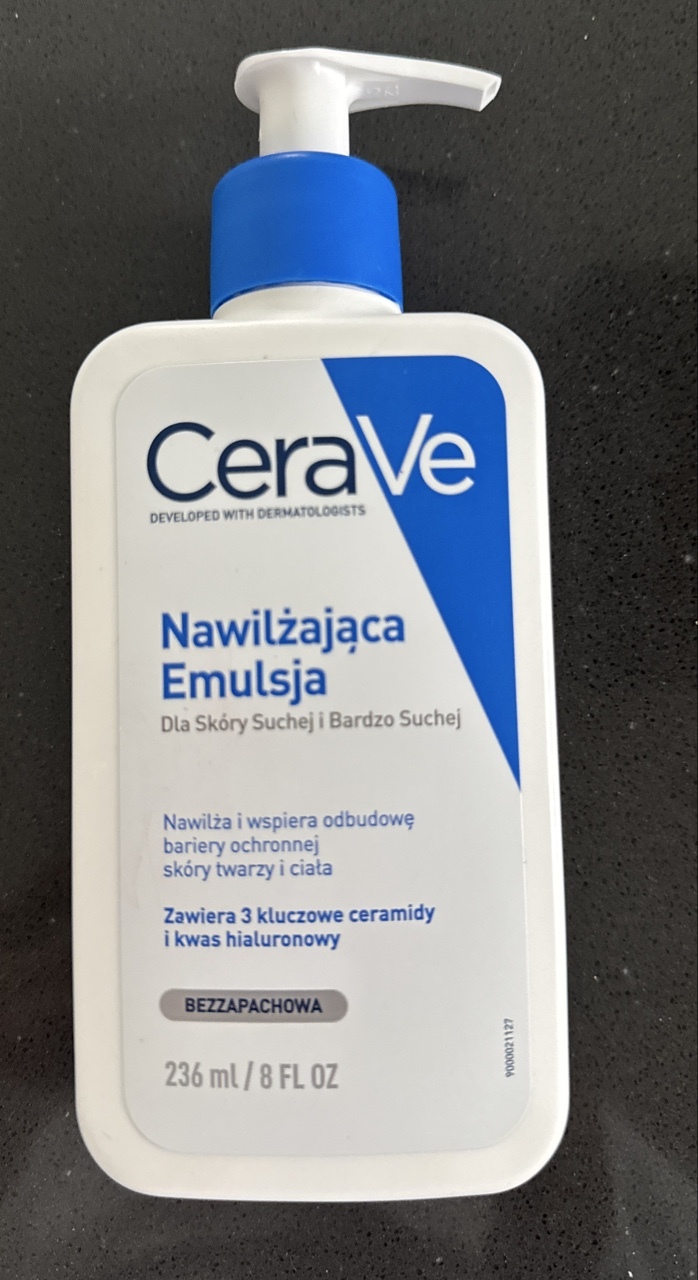 CeraVe
DEVELOPED WITH DERMATOLOGISTS
Nawilżająca
Emulsja
Dla Skóry Suchej i Bardzo Suchej
Nawilża i wspiera odbudowę
bariery ochronnej
skóry twarzy i ciała
Zawiera 3 kluczowe ceramidy
i kwas hialuronowy
BEZZAPACHOWA
236 ml / 8 FL OZ
9000021127